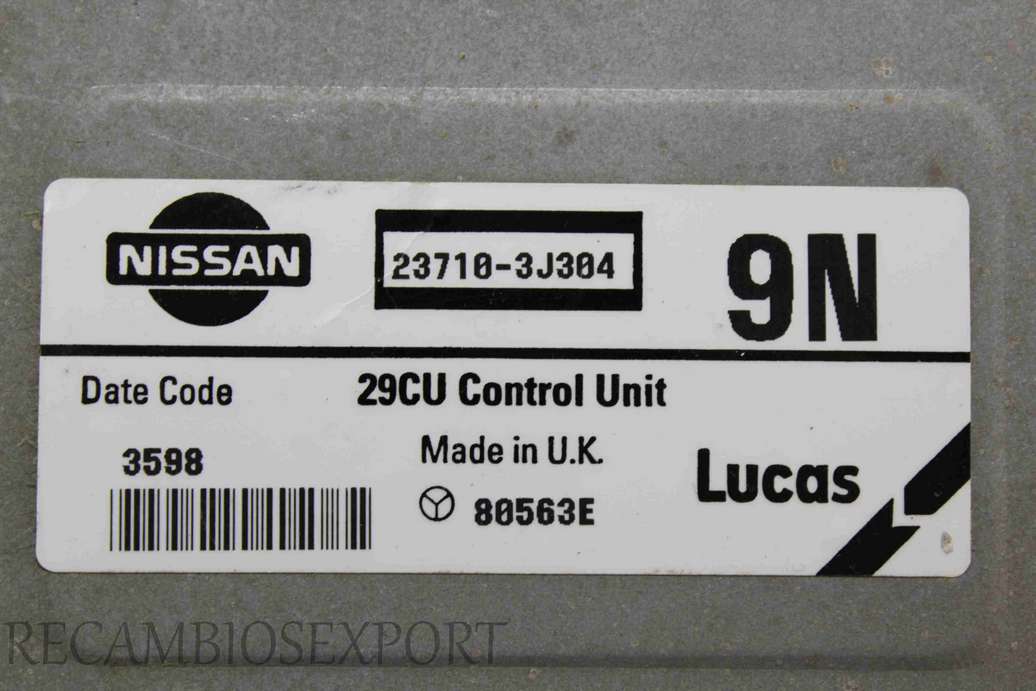 NISSAN
23710-3J304
9N
Date Code
29CU Control Unit
3598
Made in U.K.
80563E
Lucas
RECAMBIOSEXPORT